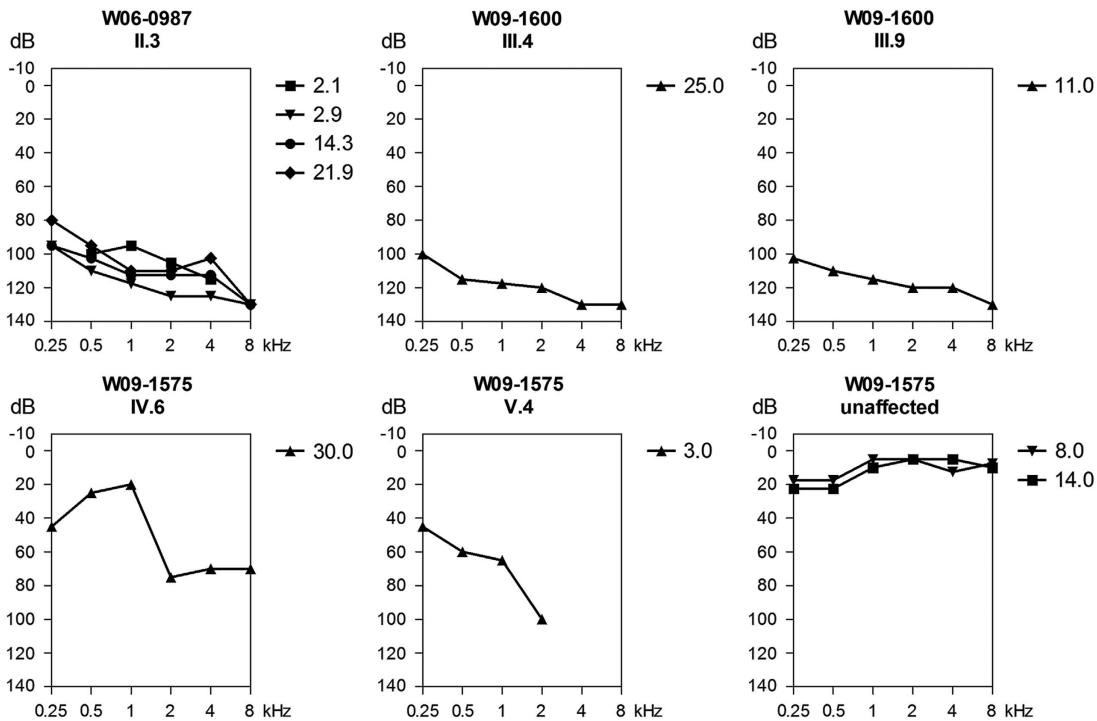 W06-0987
II.3
dB
-10
0
20
40
60
80
100
120
140
0.25 0.5 1 2 4 8 kHz
2.1
2.9
14.3
21.9
W09-1600
III.4
dB
-10
0
20
40
60
80
100
120
140
0.25 0.5 1 2 4 8 kHz
25.0
W09-1600
III.9
dB
-10
0
20
40
60
80
100
120
140
0.25 0.5 1 2 4 8 kHz
11.0
W09-1575
IV.6
dB
-10
0
20
40
60
80
100
120
140
0.25 0.5 1 2 4 8 kHz
30.0
W09-1575
V.4
dB
-10
0
20
40
60
80
100
120
140
0.25 0.5 1 2 4 8 kHz
3.0
W09-1575
unaffected
dB
-10
0
20
40
60
80
100
120
140
0.25 0.5 1 2 4 8 kHz
8.0
14.0